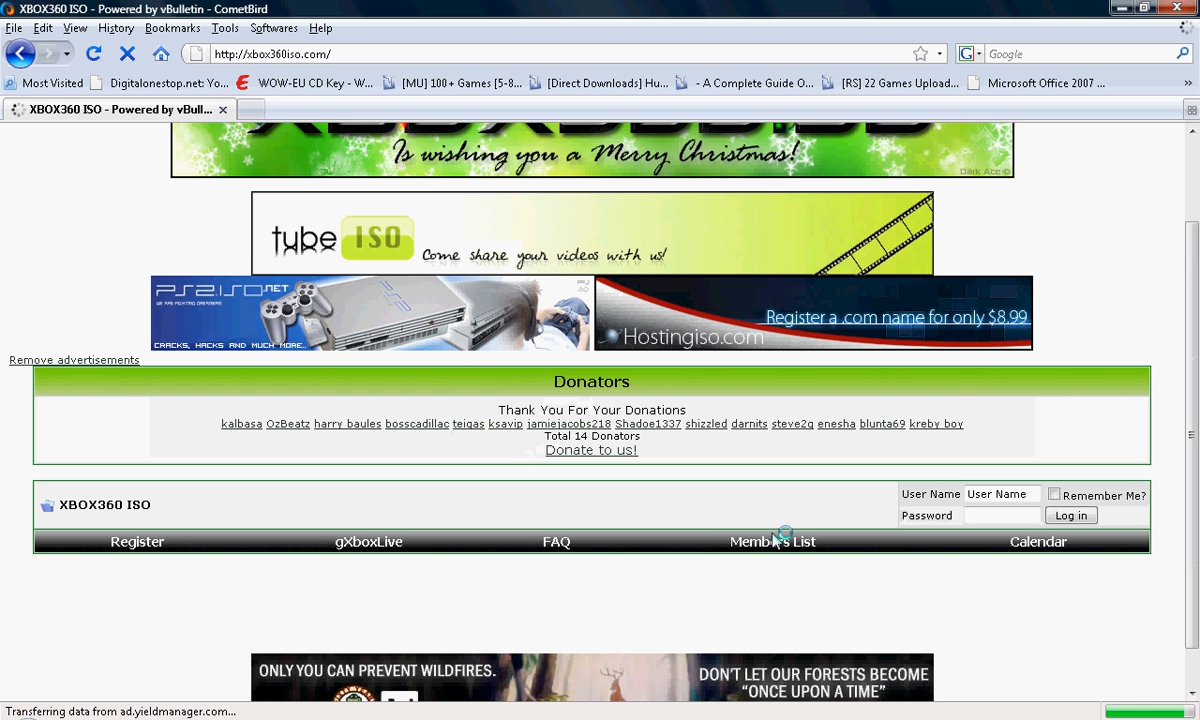 XBOX360 ISO - Powered by vBulletin - CometBird
File Edit View History Bookmarks Tools Softwares Help
http://xbox360iso.com/
Google
Most Visited Digitalonestop.net: Yo... WOW-EU CD Key - W... [MU] 100+ Games [5-8... [Direct Downloads] Hu... - A Complete Guide O... [RS] 22 Games Upload... Microsoft Office 2007 ...
XBOX360 ISO - Powered by vBull...
Is wishing you a Merry Christmas!
Dark Ace ©
tube ISO Come share your videos with us!
PS2ISO.NET
WE ARE FIGHTING DREAMERS
PS2
CRACKS, HACKS AND MUCH MORE...
Register a .com name for only $8.99
Hostingiso.com
Remove advertisements
Donators
Thank You For Your Donations
kalbasa OzBeatz harry baules bosscadillac teigas ksavip jamiejacobs218 Shadoe1337 shizzled darnits steve2g enesha blunta69 kreby boy
Total 14 Donators
Donate to us!
XBOX360 ISO
User Name User Name Remember Me?
Password Log in
Register gXboxLive FAQ Members List Calendar
ONLY YOU CAN PREVENT WILDFIRES.
DON'T LET OUR FORESTS BECOME
"ONCE UPON A TIME"
Transferring data from ad.yieldmanager.com...